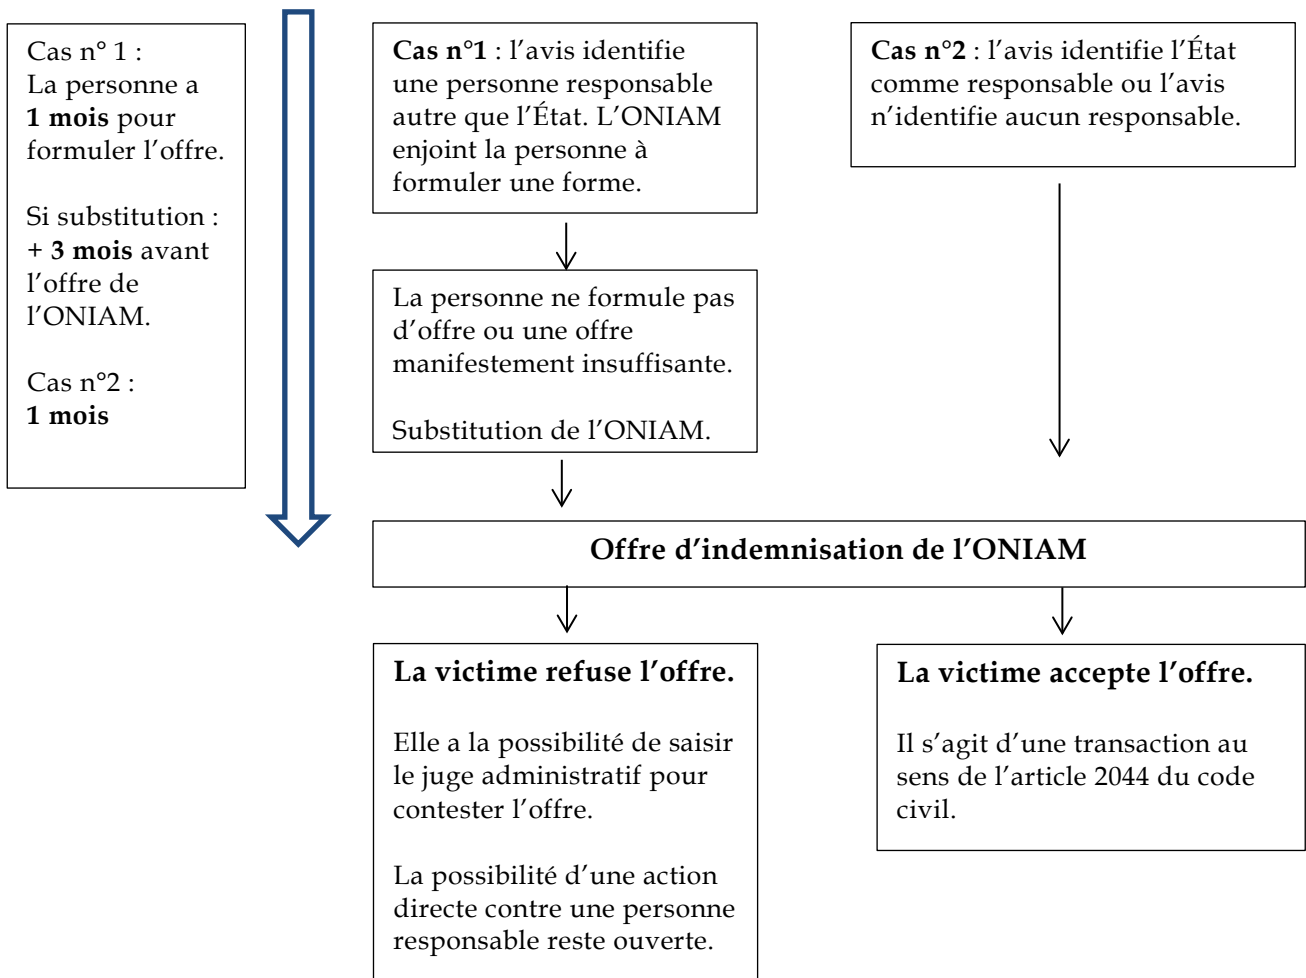 Cas n° 1 :
La personne a
1 mois pour
formuler l’offre.
Si substitution :
+ 3 mois avant
l’offre de
l’ONIAM.
Cas n°2 :
1 mois
Cas n°1 : l’avis identifie
une personne responsable
autre que l’État. L’ONIAM
enjoint la personne à
formuler une forme.
Cas n°2 : l’avis identifie l’État
comme responsable ou l’avis
n’identifie aucun responsable.
La personne ne formule pas
d’offre ou une offre
manifestement insuffisante.
Substitution de l’ONIAM.
Offre d’indemnisation de l’ONIAM
La victime refuse l’offre.
Elle a la possibilité de saisir
le juge administratif pour
contester l’offre.
La possibilité d’une action
directe contre une personne
responsable reste ouverte.
La victime accepte l’offre.
Il s’agit d’une transaction au
sens de l’article 2044 du code
civil.